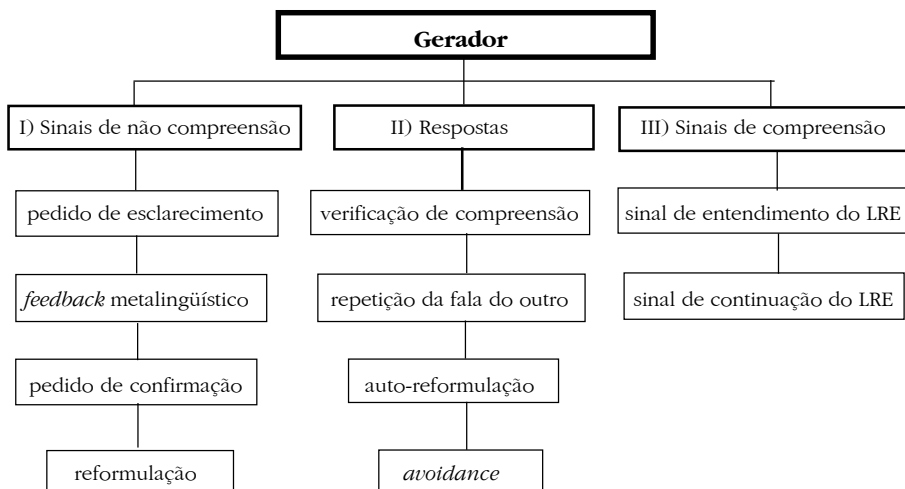 Gerador
I) Sinais de não compreensão
pedido de esclarecimento
feedback metalingüístico
pedido de confirmação
reformulação
II) Respostas
verificação de compreensão
repetição da fala do outro
auto-reformulação
avoidance
III) Sinais de compreensão
sinal de entendimento do LRE
sinal de continuação do LRE